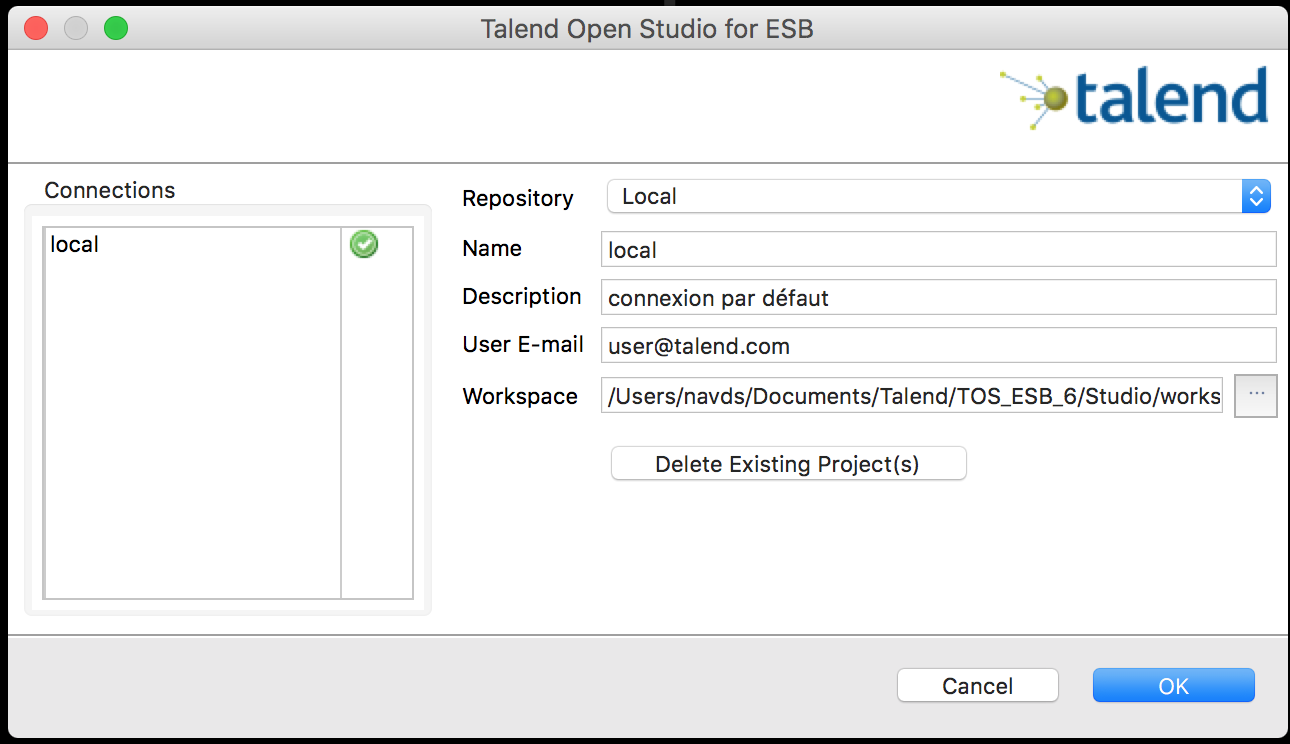 Talend Open Studio for ESB
talend
Connections
local
Repository Local
Name local
Description connexion par défaut
User E-mail user@talend.com
Workspace /Users/navds/Documents/Talend/TOS_ESB_6/Studio/works ...
Delete Existing Project(s)
Cancel OK